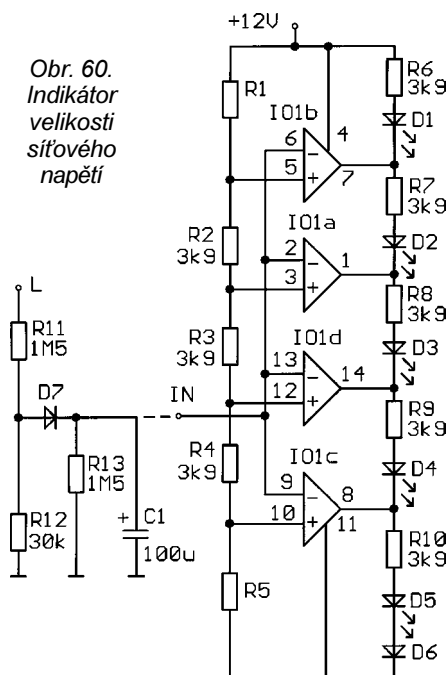 +12V
Obr. 60.
Indikátor
velikosti
síťového
napětí
R1
R2
3k9
R3
3k9
R4
3k9
R5
IO1b
6
5
4
7
−
+
IO1a
2
3
1
−
+
IO1d
13
12
14
−
+
IO1c
9
10
8
11
−
+
R6
3k9
D1
R7
3k9
D2
R8
3k9
D3
R9
3k9
D4
R10
3k9
D5
D6
L
R11
1M5
D7
IN
R13
1M5
R12
30k
+
C1
100u